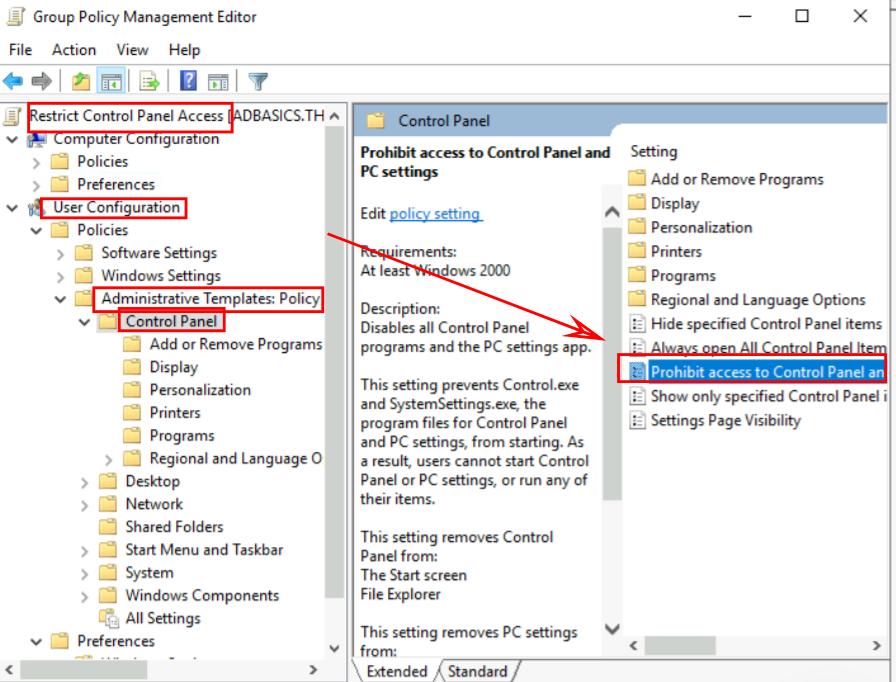 Group Policy Management Editor
File Action View Help
Restrict Control Panel Access [ADBASICS.TH
Computer Configuration
Policies
Preferences
User Configuration
Policies
Software Settings
Windows Settings
Administrative Templates: Policy
Control Panel
Add or Remove Programs
Display
Personalization
Printers
Programs
Regional and Language O
Desktop
Network
Shared Folders
Start Menu and Taskbar
System
Windows Components
All Settings
Preferences
Control Panel
Prohibit access to Control Panel and
PC settings
Edit policy setting
Requirements:
At least Windows 2000
Description:
Disables all Control Panel
programs and the PC settings app.
This setting prevents Control.exe
and SystemSettings.exe, the
program files for Control Panel
and PC settings, from starting. As
a result, users cannot start Control
Panel or PC settings, or run any of
their items.
This setting removes Control
Panel from:
The Start screen
File Explorer
This setting removes PC settings
from:
Setting
Add or Remove Programs
Display
Personalization
Printers
Programs
Regional and Language Options
Hide specified Control Panel items
Always open All Control Panel Item
Prohibit access to Control Panel an
Show only specified Control Panel i
Settings Page Visibility
Extended Standard